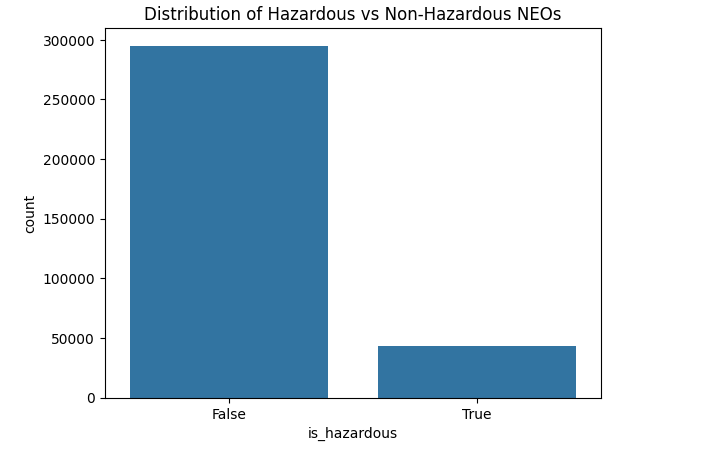 Distribution of Hazardous vs Non-Hazardous NEOs
300000
250000
200000
150000
100000
50000
0
count
False True
is_hazardous